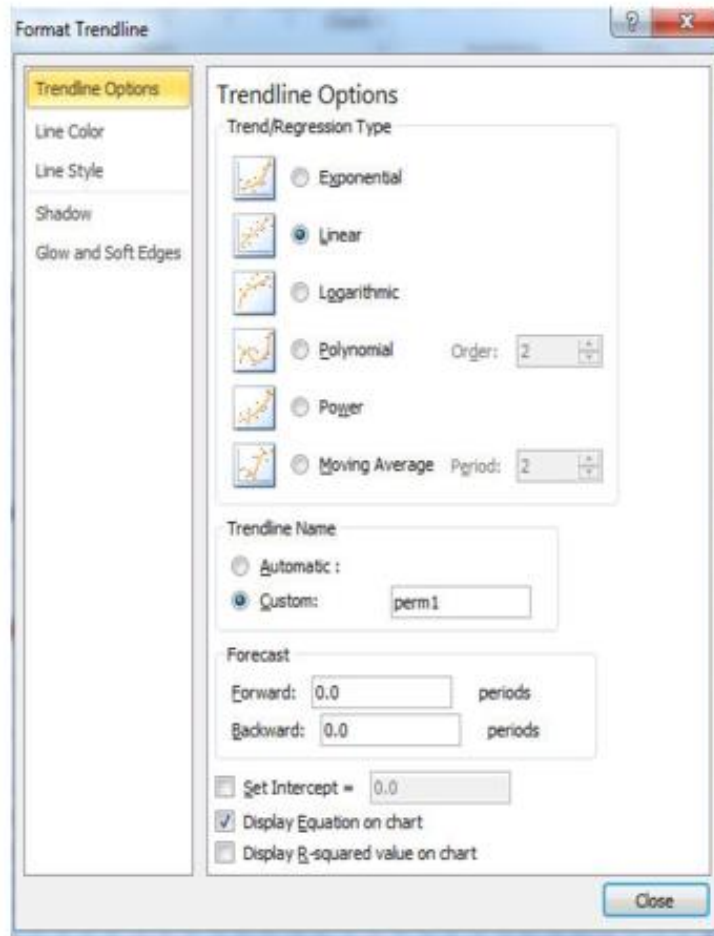 Format Trendline
Trendline Options
Line Color
Line Style
Shadow
Glow and Soft Edges
Trendline Options
Trend/Regression Type
Exponential
Linear
Logarithmic
Polynomial Order: 2
Power
Moving Average Period: 2
Trendline Name
Automatic :
Custom: perm1
Forecast
Forward: 0.0 periods
Backward: 0.0 periods
Set Intercept = 0.0
Display Equation on chart
Display R-squared value on chart
Close